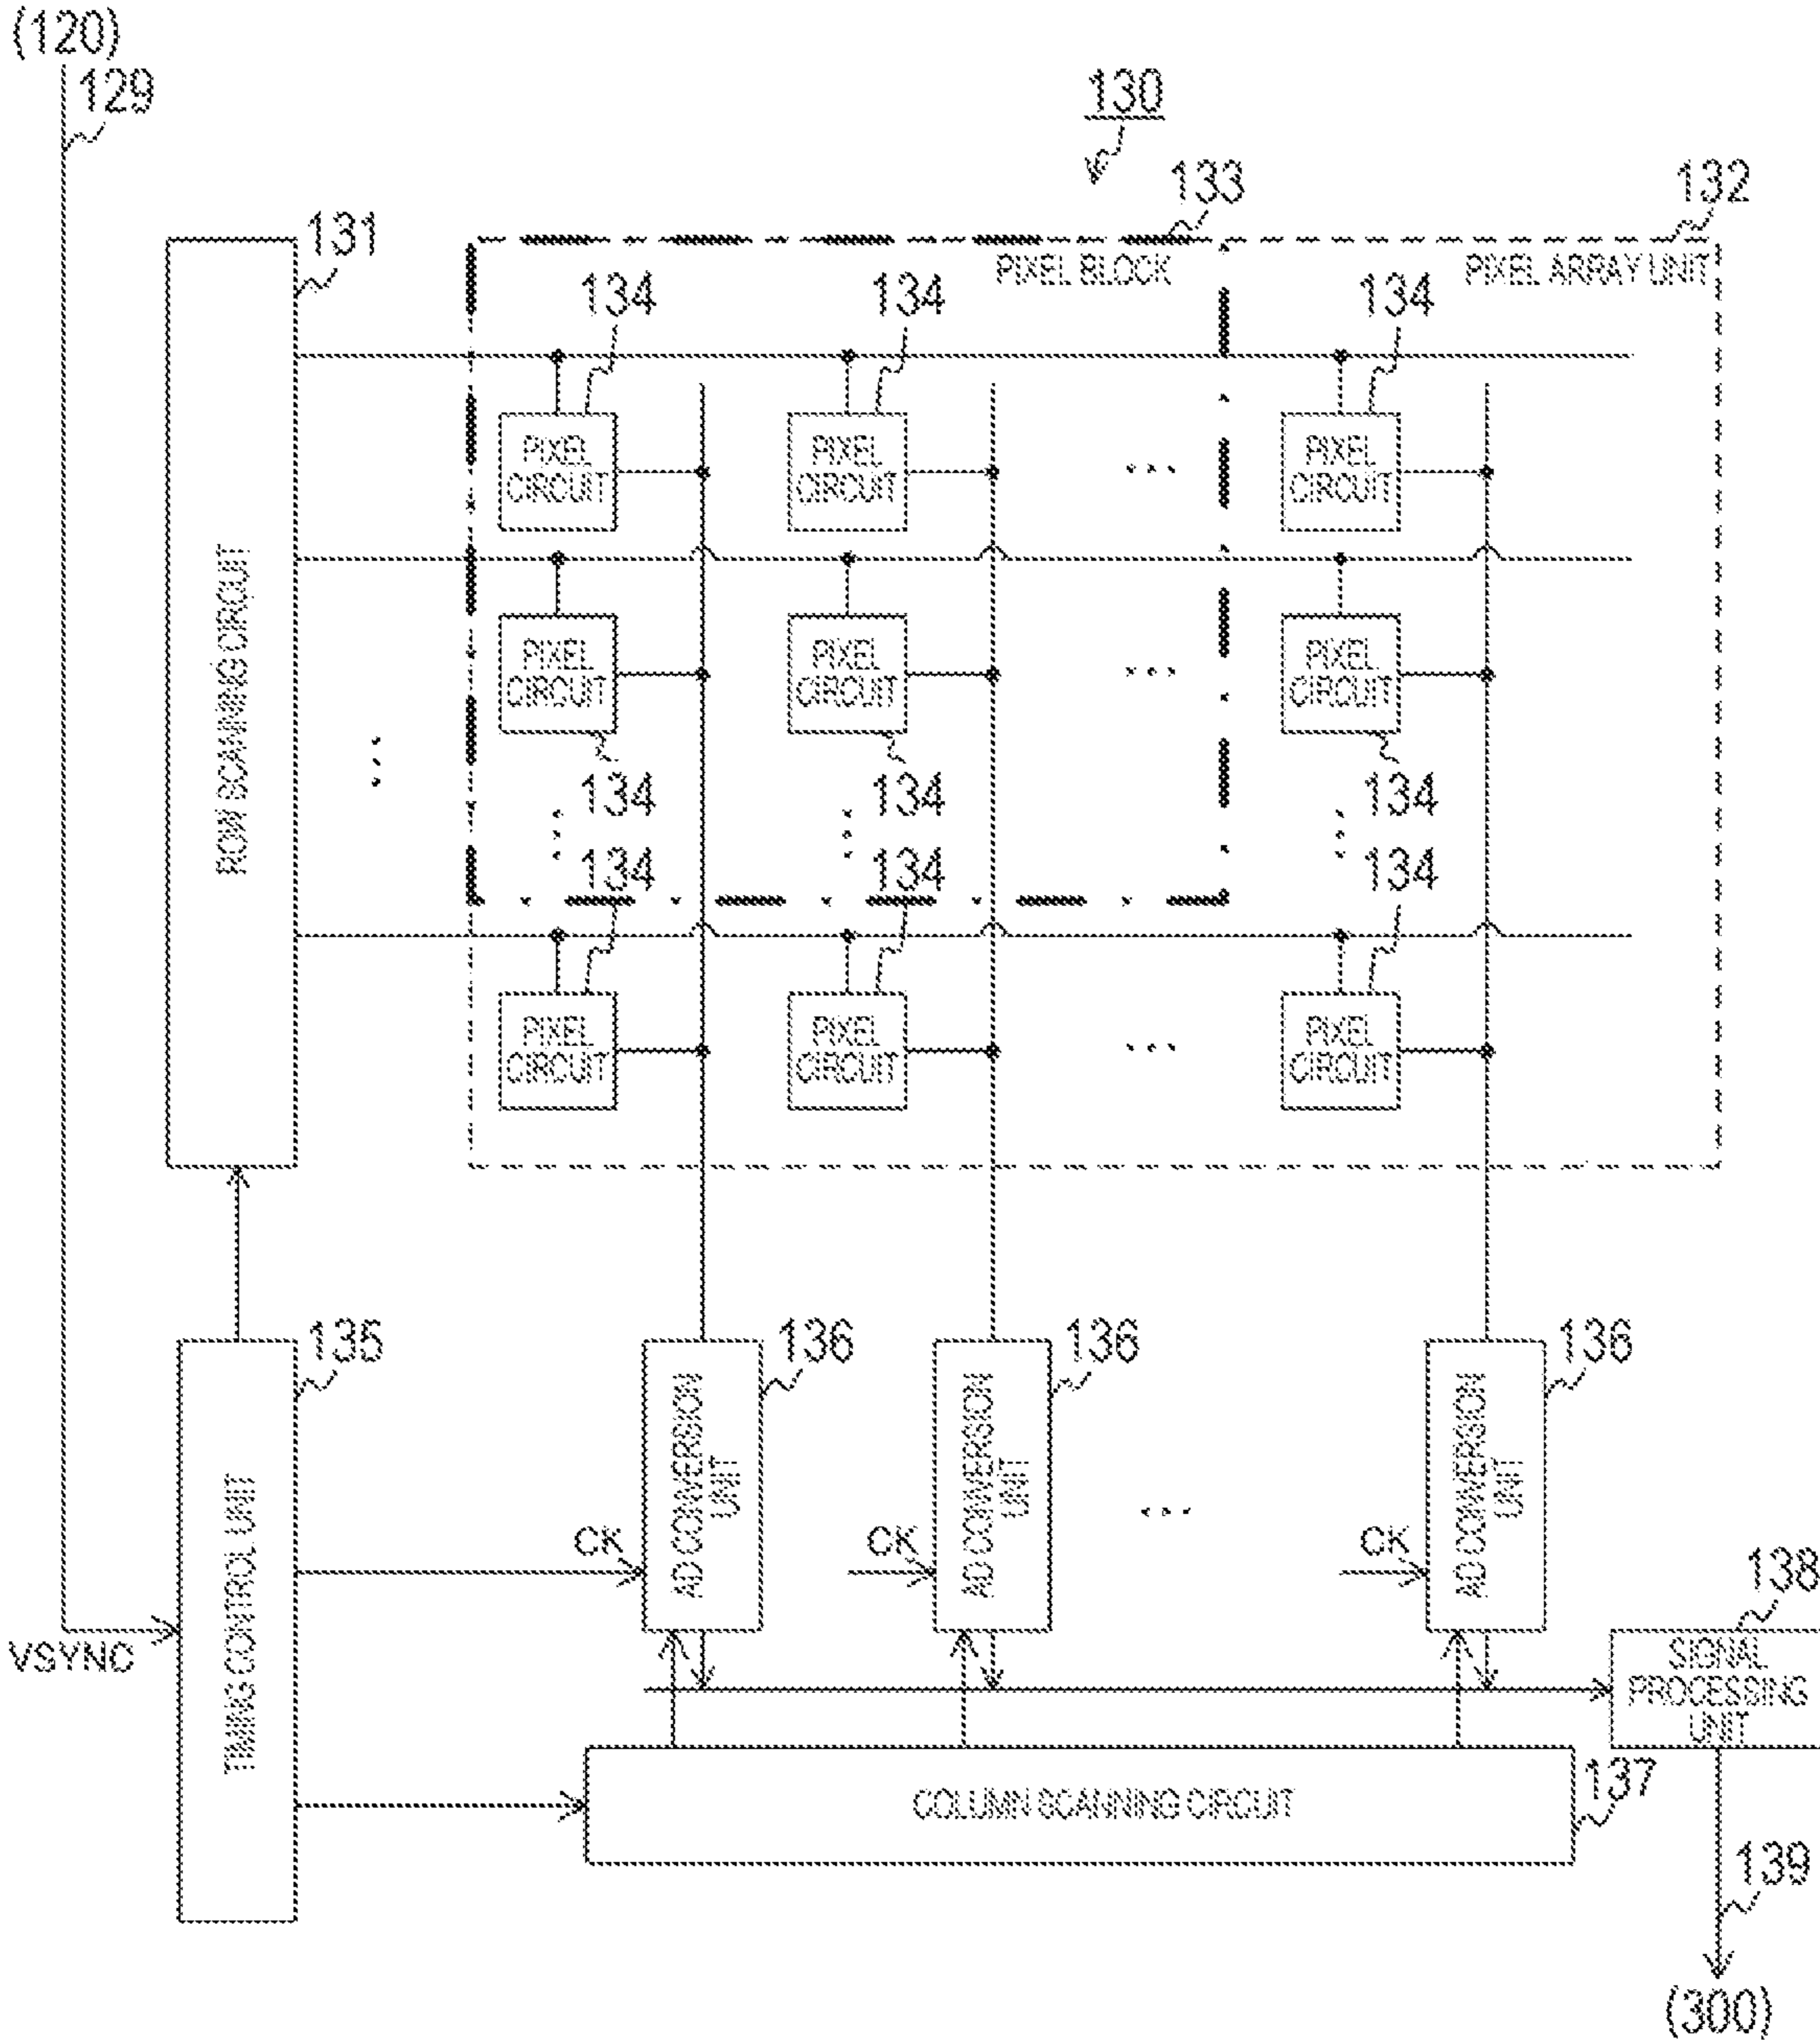 (120)
129
130
133
132
131
PIXEL BLOCK
PIXEL ARRAY UNIT
134
134
134
PIXEL
CIRCUIT
PIXEL
CIRCUIT
PIXEL
CIRCUIT
...
ROW SCANNING CIRCUIT
PIXEL
CIRCUIT
PIXEL
CIRCUIT
PIXEL
CIRCUIT
...
134
134
134
134
134
134
PIXEL
CIRCUIT
PIXEL
CIRCUIT
PIXEL
CIRCUIT
...
135
136
136
136
TIMING CONTROL UNIT
AD CONVERSION
UNIT
AD CONVERSION
UNIT
AD CONVERSION
UNIT
...
CK
CK
CK
VSYNC
138
SIGNAL
PROCESSING
UNIT
COLUMN SCANNING CIRCUIT
137
139
(300)